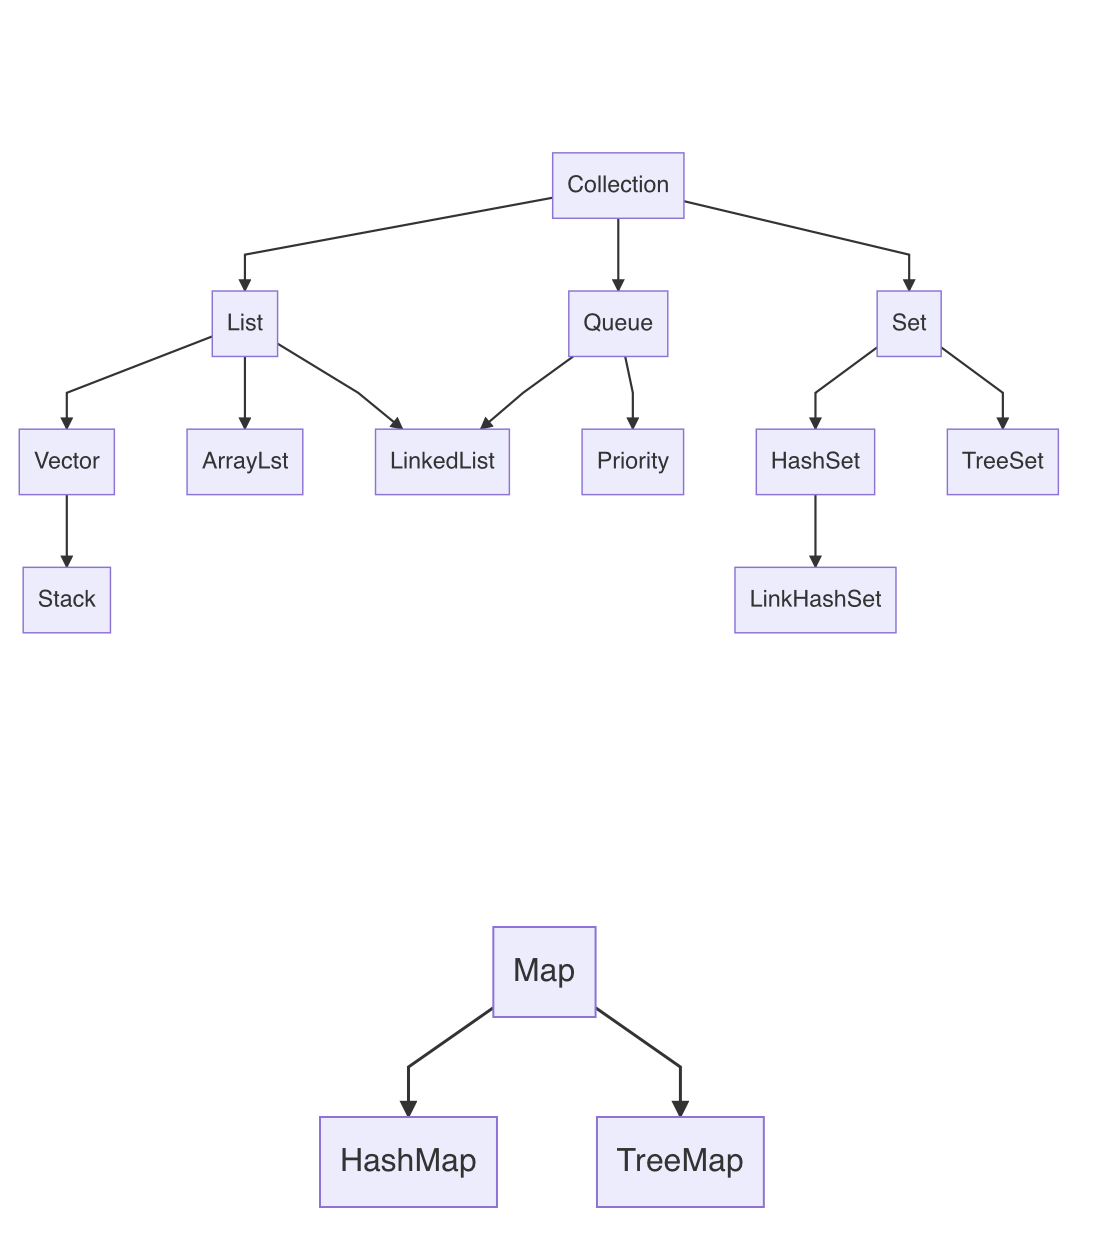 Collection
List
Queue
Set
Vector
ArrayLst
LinkedList
Priority
HashSet
TreeSet
Stack
LinkHashSet
Map
HashMap
TreeMap